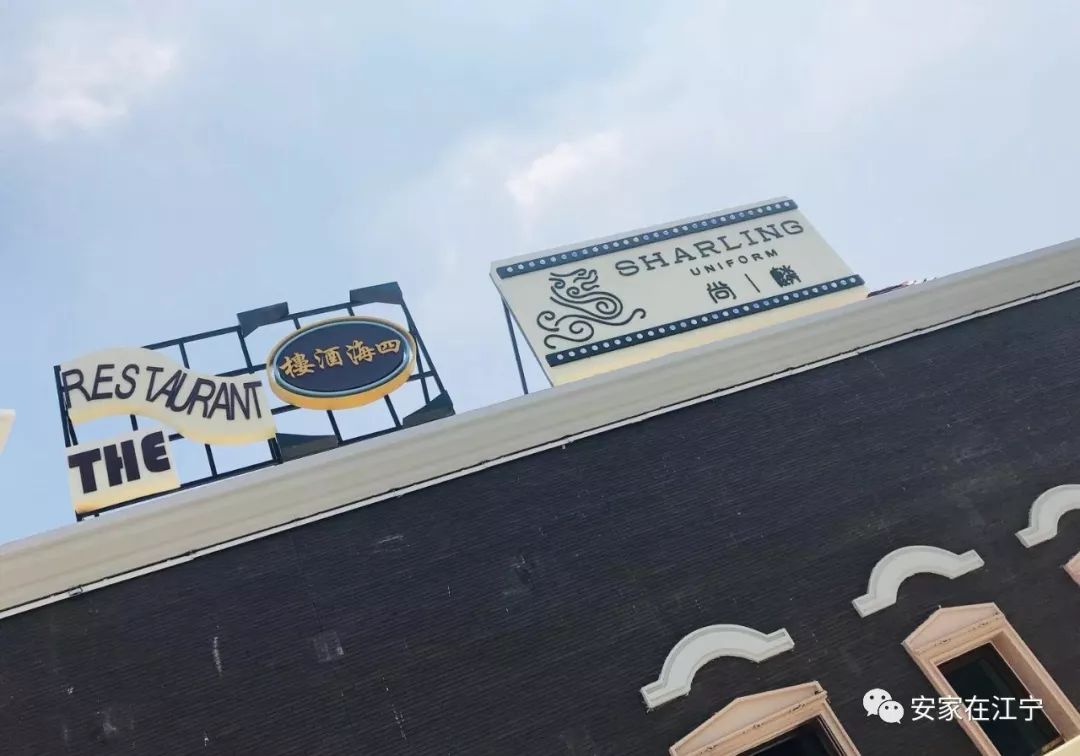 RESTAURANT
THE
樓酒海四
SHARLING
UNIFORM
尚 | 麟
安家在江宁